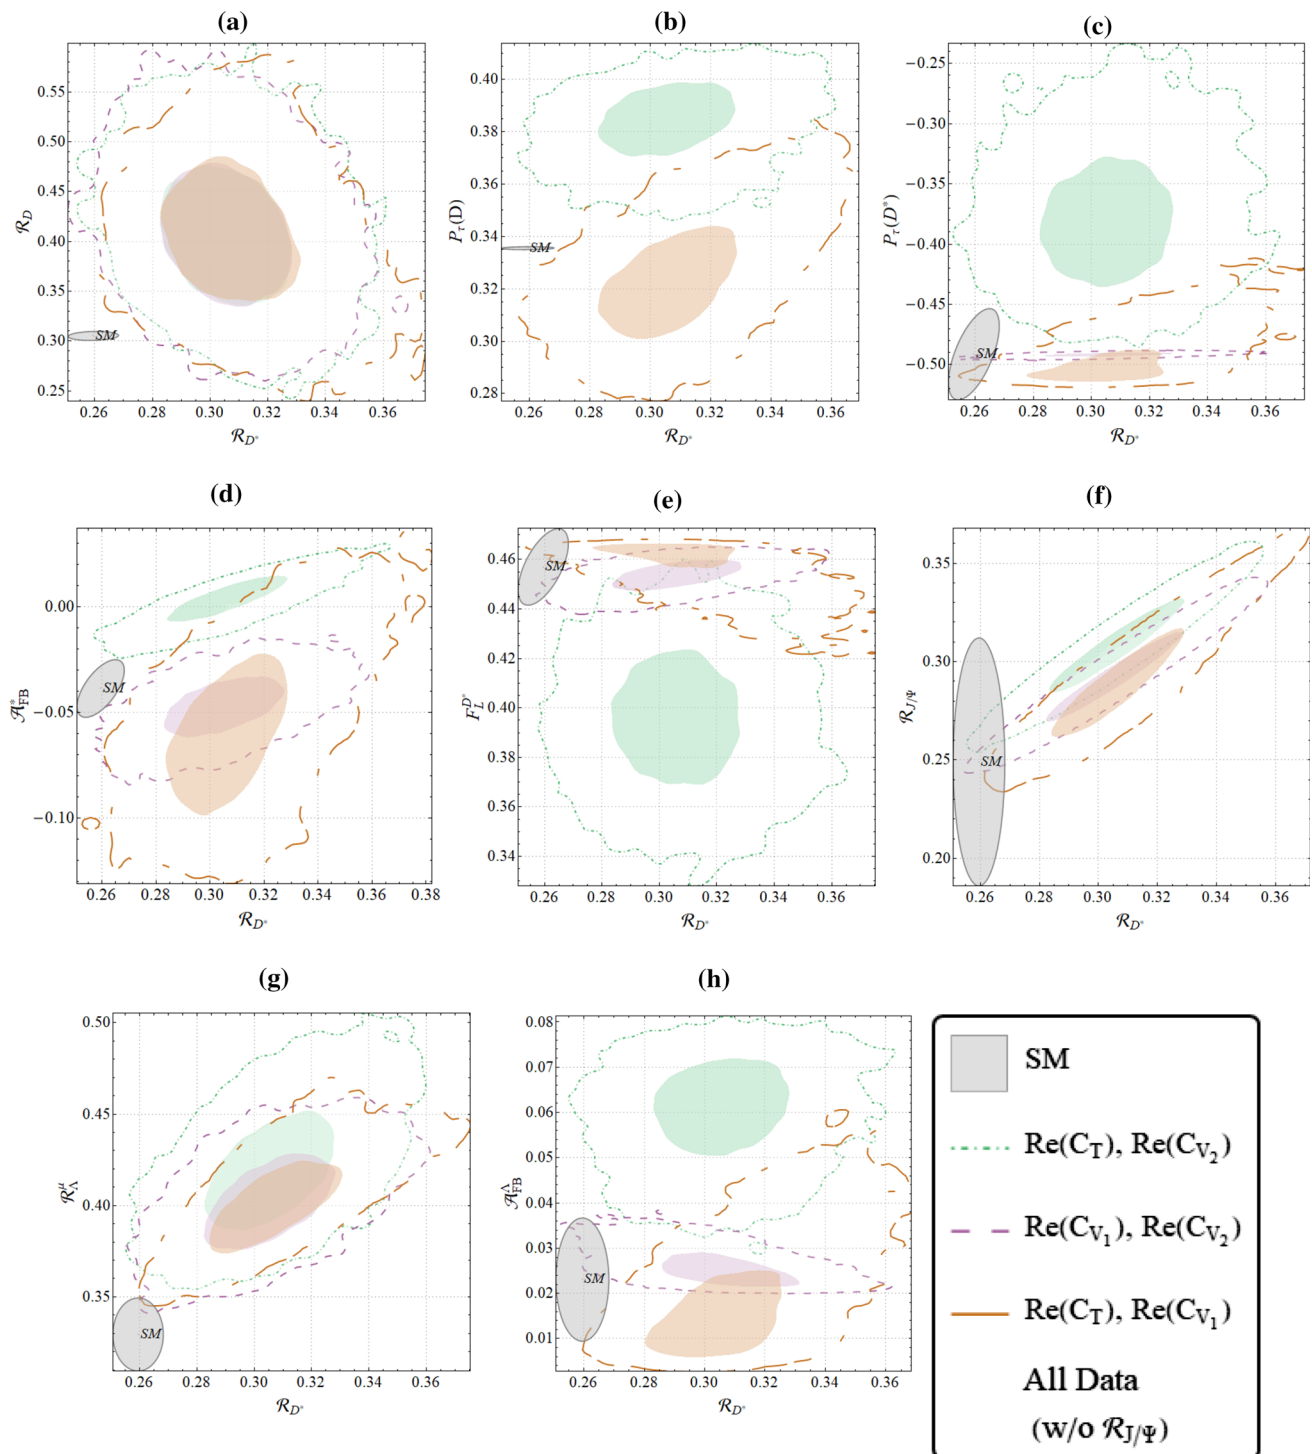 (a)
(b)
(c)
0.55
0.50
0.45
0.40
0.35
0.30
0.25
ℛ_D
SM
0.26 0.28 0.30 0.32 0.34 0.36
ℛ_D*
0.40
0.38
0.36
0.34
0.32
0.30
0.28
P_τ(D)
SM
0.26 0.28 0.30 0.32 0.34 0.36
ℛ_D*
−0.25
−0.30
−0.35
−0.40
−0.45
−0.50
P_τ(D*)
SM
0.26 0.28 0.30 0.32 0.34 0.36
ℛ_D*
(d)
(e)
(f)
0.00
−0.05
−0.10
𝒜*_FB
SM
0.26 0.28 0.30 0.32 0.34 0.36 0.38
ℛ_D*
0.46
0.44
0.42
0.40
0.38
0.36
0.34
F_L^D*
SM
0.26 0.28 0.30 0.32 0.34 0.36
ℛ_D*
0.35
0.30
0.25
0.20
ℛ_J/Ψ
SM
0.26 0.28 0.30 0.32 0.34 0.36
ℛ_D*
(g)
(h)
0.50
0.45
0.40
0.35
ℛ_Λ^μ
SM
0.26 0.28 0.30 0.32 0.34 0.36
ℛ_D*
0.08
0.07
0.06
0.05
0.04
0.03
0.02
0.01
𝒜_FB^Λ
SM
0.26 0.28 0.30 0.32 0.34 0.36
ℛ_D*
SM
Re(C_T), Re(C_V₂)
Re(C_V₁), Re(C_V₂)
Re(C_T), Re(C_V₁)
All Data
(w/o ℛ_J/Ψ)